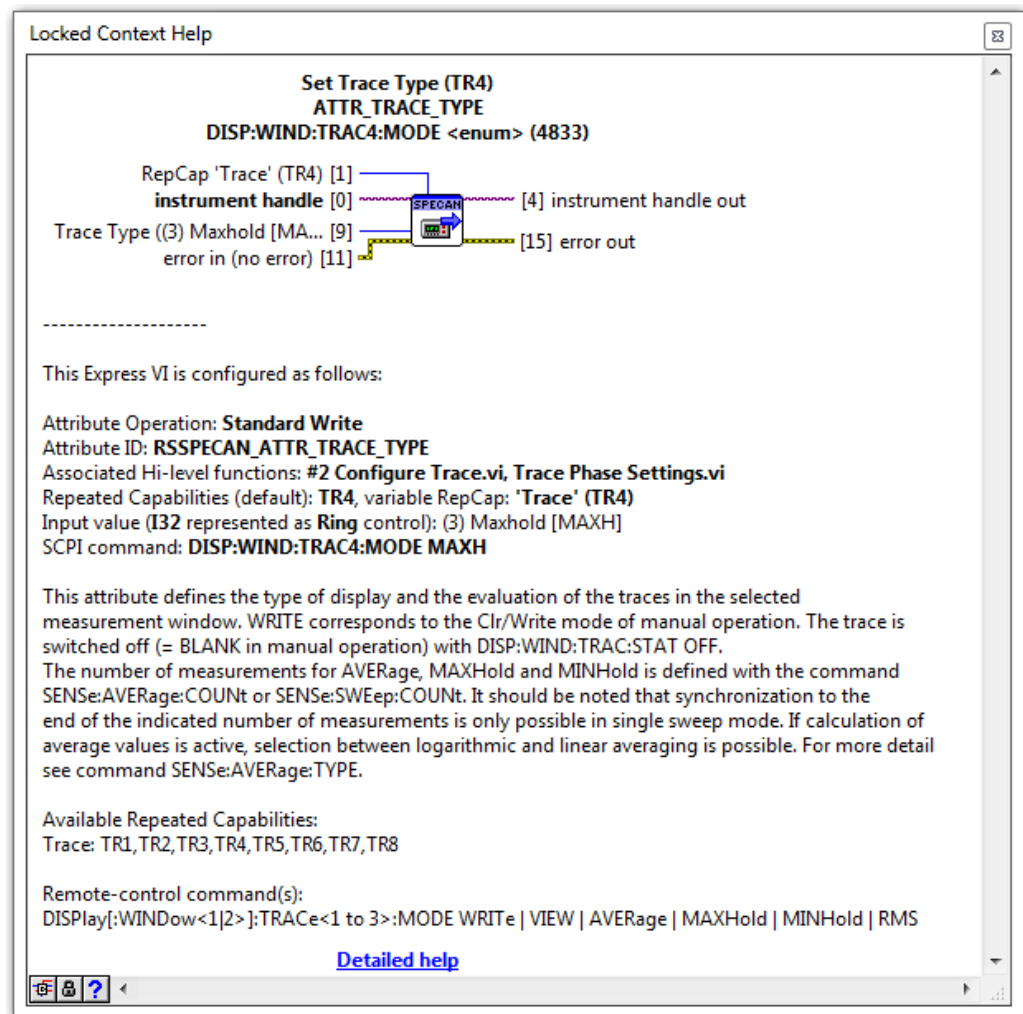 Locked Context Help
Set Trace Type (TR4)
ATTR_TRACE_TYPE
DISP:WIND:TRAC4:MODE <enum> (4833)
RepCap 'Trace' (TR4) [1]
instrument handle [0]
SPECAN
[4] instrument handle out
Trace Type ((3) Maxhold [MA... [9]
[15] error out
error in (no error) [11]
--------------------
This Express VI is configured as follows:
Attribute Operation: Standard Write
Attribute ID: RSSPECAN_ATTR_TRACE_TYPE
Associated Hi-level functions: #2 Configure Trace.vi, Trace Phase Settings.vi
Repeated Capabilities (default): TR4, variable RepCap: 'Trace' (TR4)
Input value (I32 represented as Ring control): (3) Maxhold [MAXH]
SCPI command: DISP:WIND:TRAC4:MODE MAXH
This attribute defines the type of display and the evaluation of the traces in the selected
measurement window. WRITE corresponds to the Clr/Write mode of manual operation. The trace is
switched off (= BLANK in manual operation) with DISP:WIND:TRAC:STAT OFF.
The number of measurements for AVERage, MAXHold and MINHold is defined with the command
SENSe:AVERage:COUNt or SENSe:SWEep:COUNt. It should be noted that synchronization to the
end of the indicated number of measurements is only possible in single sweep mode. If calculation of
average values is active, selection between logarithmic and linear averaging is possible. For more detail
see command SENSe:AVERage:TYPE.
Available Repeated Capabilities:
Trace: TR1,TR2,TR3,TR4,TR5,TR6,TR7,TR8
Remote-control command(s):
DISPlay[:WINDow<1|2>]:TRACe<1 to 3>:MODE WRITe | VIEW | AVERage | MAXHold | MINHold | RMS
Detailed help
?